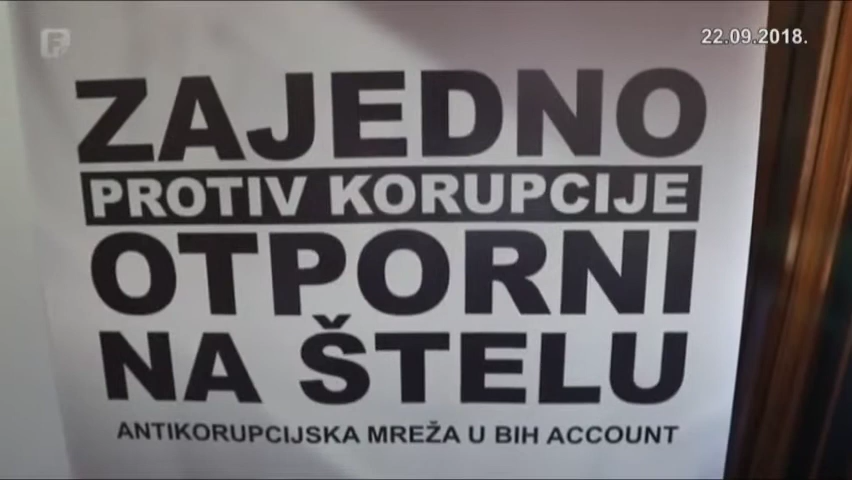 22.09.2018.
ZAJEDNO
PROTIV KORUPCIJE
OTPORNI
NA ŠTELU
ANTIKORUPCIJSKA MREŽA U BIH ACCOUNT